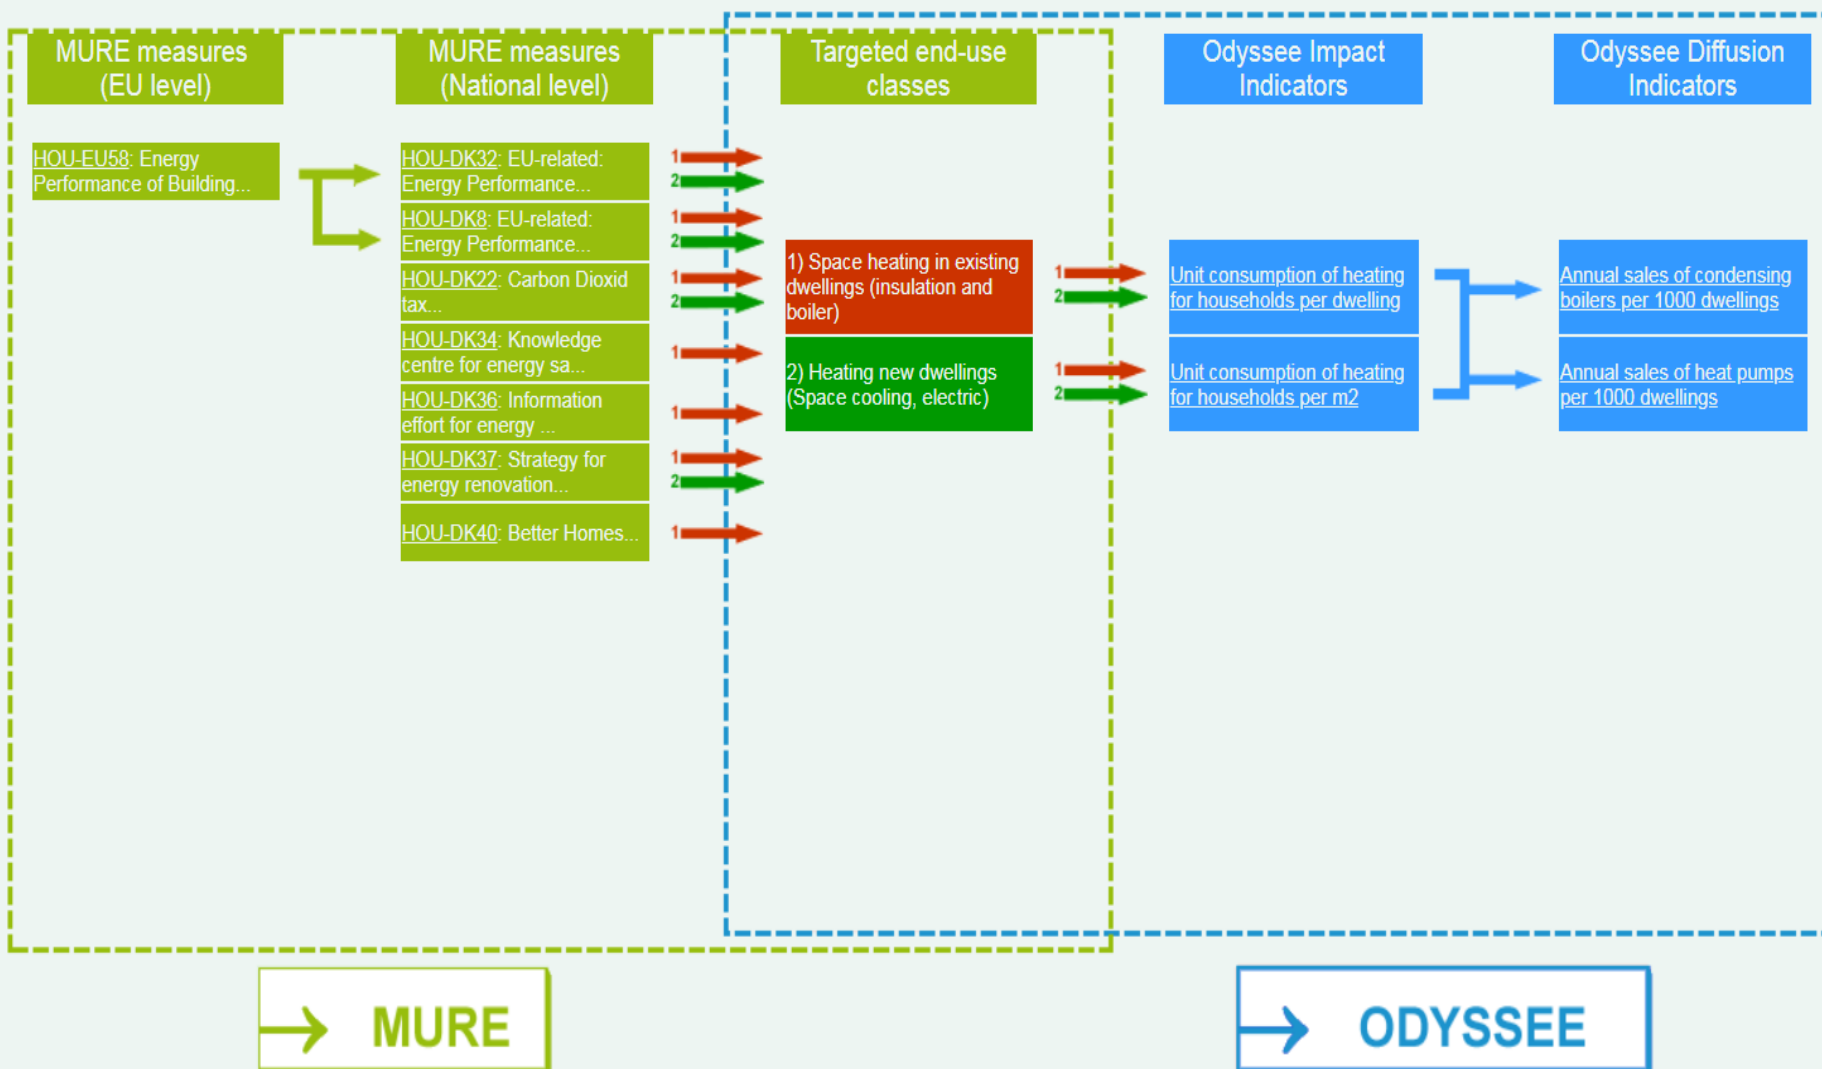 MURE measures
(EU level)
MURE measures
(National level)
Targeted end-use
classes
Odyssee Impact
Indicators
Odyssee Diffusion
Indicators
HOU-EU58: Energy
Performance of Building...
HOU-DK32: EU-related:
Energy Performance...
1
2
HOU-DK8: EU-related:
Energy Performance...
1
2
HOU-DK22: Carbon Dioxid
tax...
1
2
HOU-DK34: Knowledge
centre for energy sa...
1
HOU-DK36: Information
effort for energy ...
1
HOU-DK37: Strategy for
energy renovation...
1
2
HOU-DK40: Better Homes...
1
1) Space heating in existing
dwellings (insulation and
boiler)
1
2
2) Heating new dwellings
(Space cooling, electric)
1
2
Unit consumption of heating
for households per dwelling
Unit consumption of heating
for households per m2
Annual sales of condensing
boilers per 1000 dwellings
Annual sales of heat pumps
per 1000 dwellings
MURE
ODYSSEE